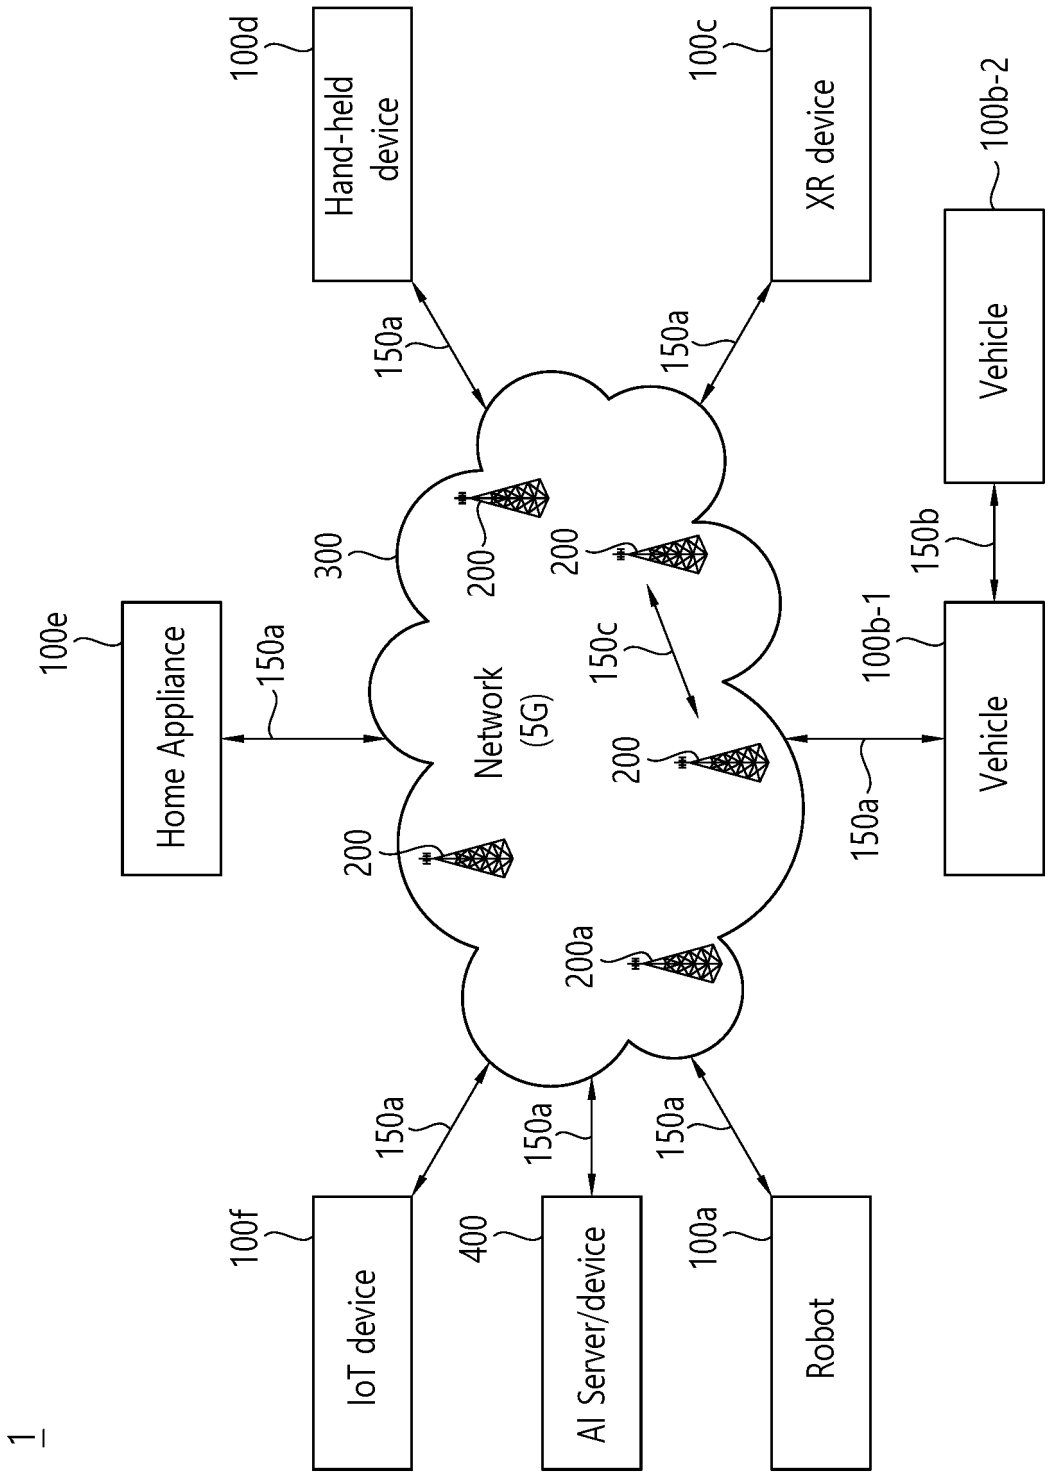 1
100e
Home Appliance
150a
100f
IoT device
150a
300
100d
Hand-held
device
150a
200
200
Network
(5G)
400
AI Server/device
150a
200a
200
150c
200
100a
Robot
150a
100c
XR device
150a
150a
100b-1
Vehicle
150b
100b-2
Vehicle